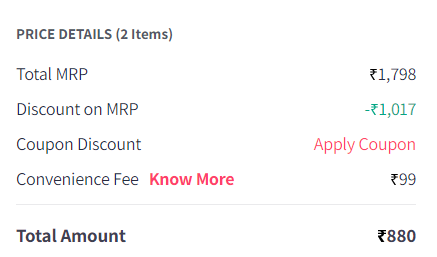 PRICE DETAILS (2 Items)
Total MRP ₹1,798
Discount on MRP -₹1,017
Coupon Discount Apply Coupon
Convenience Fee Know More ₹99
Total Amount ₹880